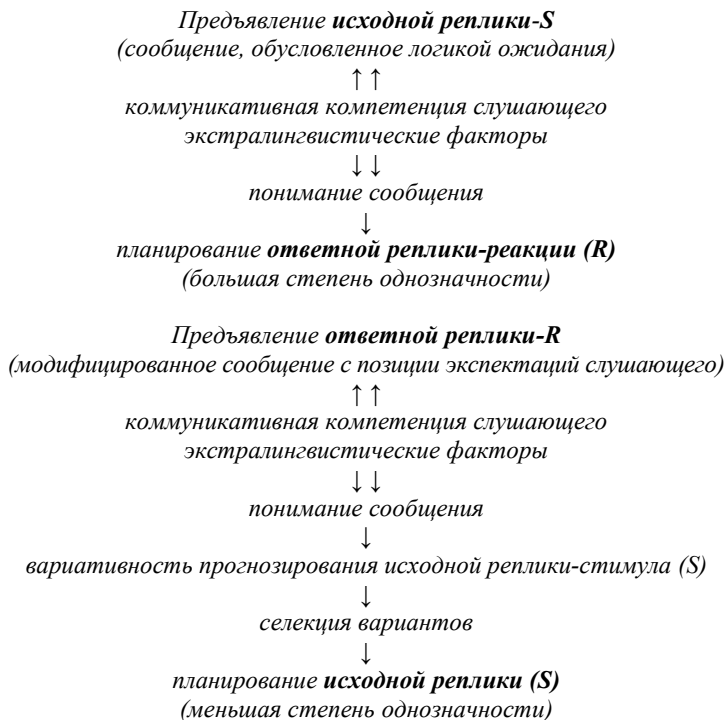 Предъявление исходной реплики-S
(сообщение, обусловленное логикой ожидания)
↑ ↑
коммуникативная компетенция слушающего
экстралингвистические факторы
↓ ↓
понимание сообщения
↓
планирование ответной реплики-реакции (R)
(большая степень однозначности)
Предъявление ответной реплики-R
(модифицированное сообщение с позиции экспектаций слушающего)
↑ ↑
коммуникативная компетенция слушающего
экстралингвистические факторы
↓ ↓
понимание сообщения
↓
вариативность прогнозирования исходной реплики-стимула (S)
↓
селекция вариантов
↓
планирование исходной реплики (S)
(меньшая степень однозначности)